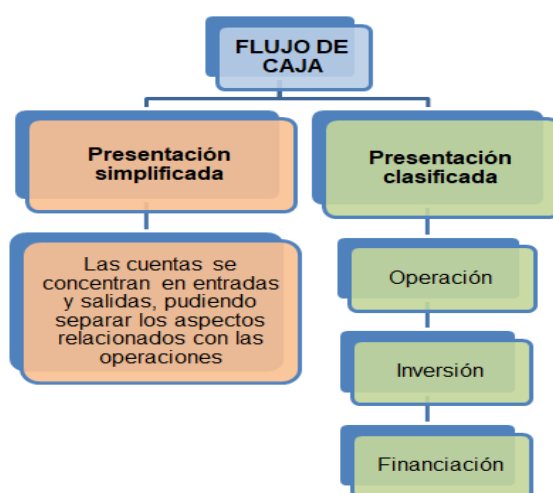 FLUJO DE
CAJA
Presentación
simplificada
Las cuentas se
concentran en entradas
y salidas, pudiendo
separar los aspectos
relacionados con las
operaciones
Presentación
clasificada
Operación
Inversión
Financiación